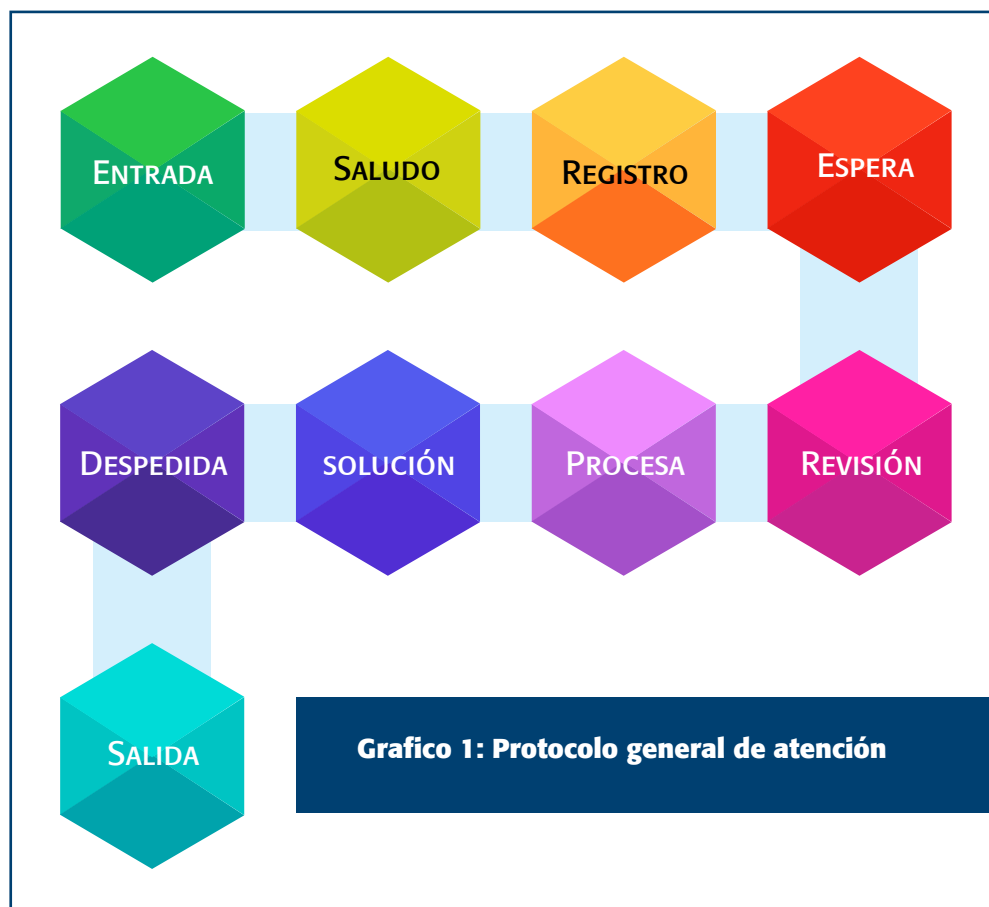 ENTRADA
SALUDO
REGISTRO
ESPERA
DESPEDIDA
SOLUCIÓN
PROCESA
REVISIÓN
SALIDA
Grafico 1: Protocolo general de atención